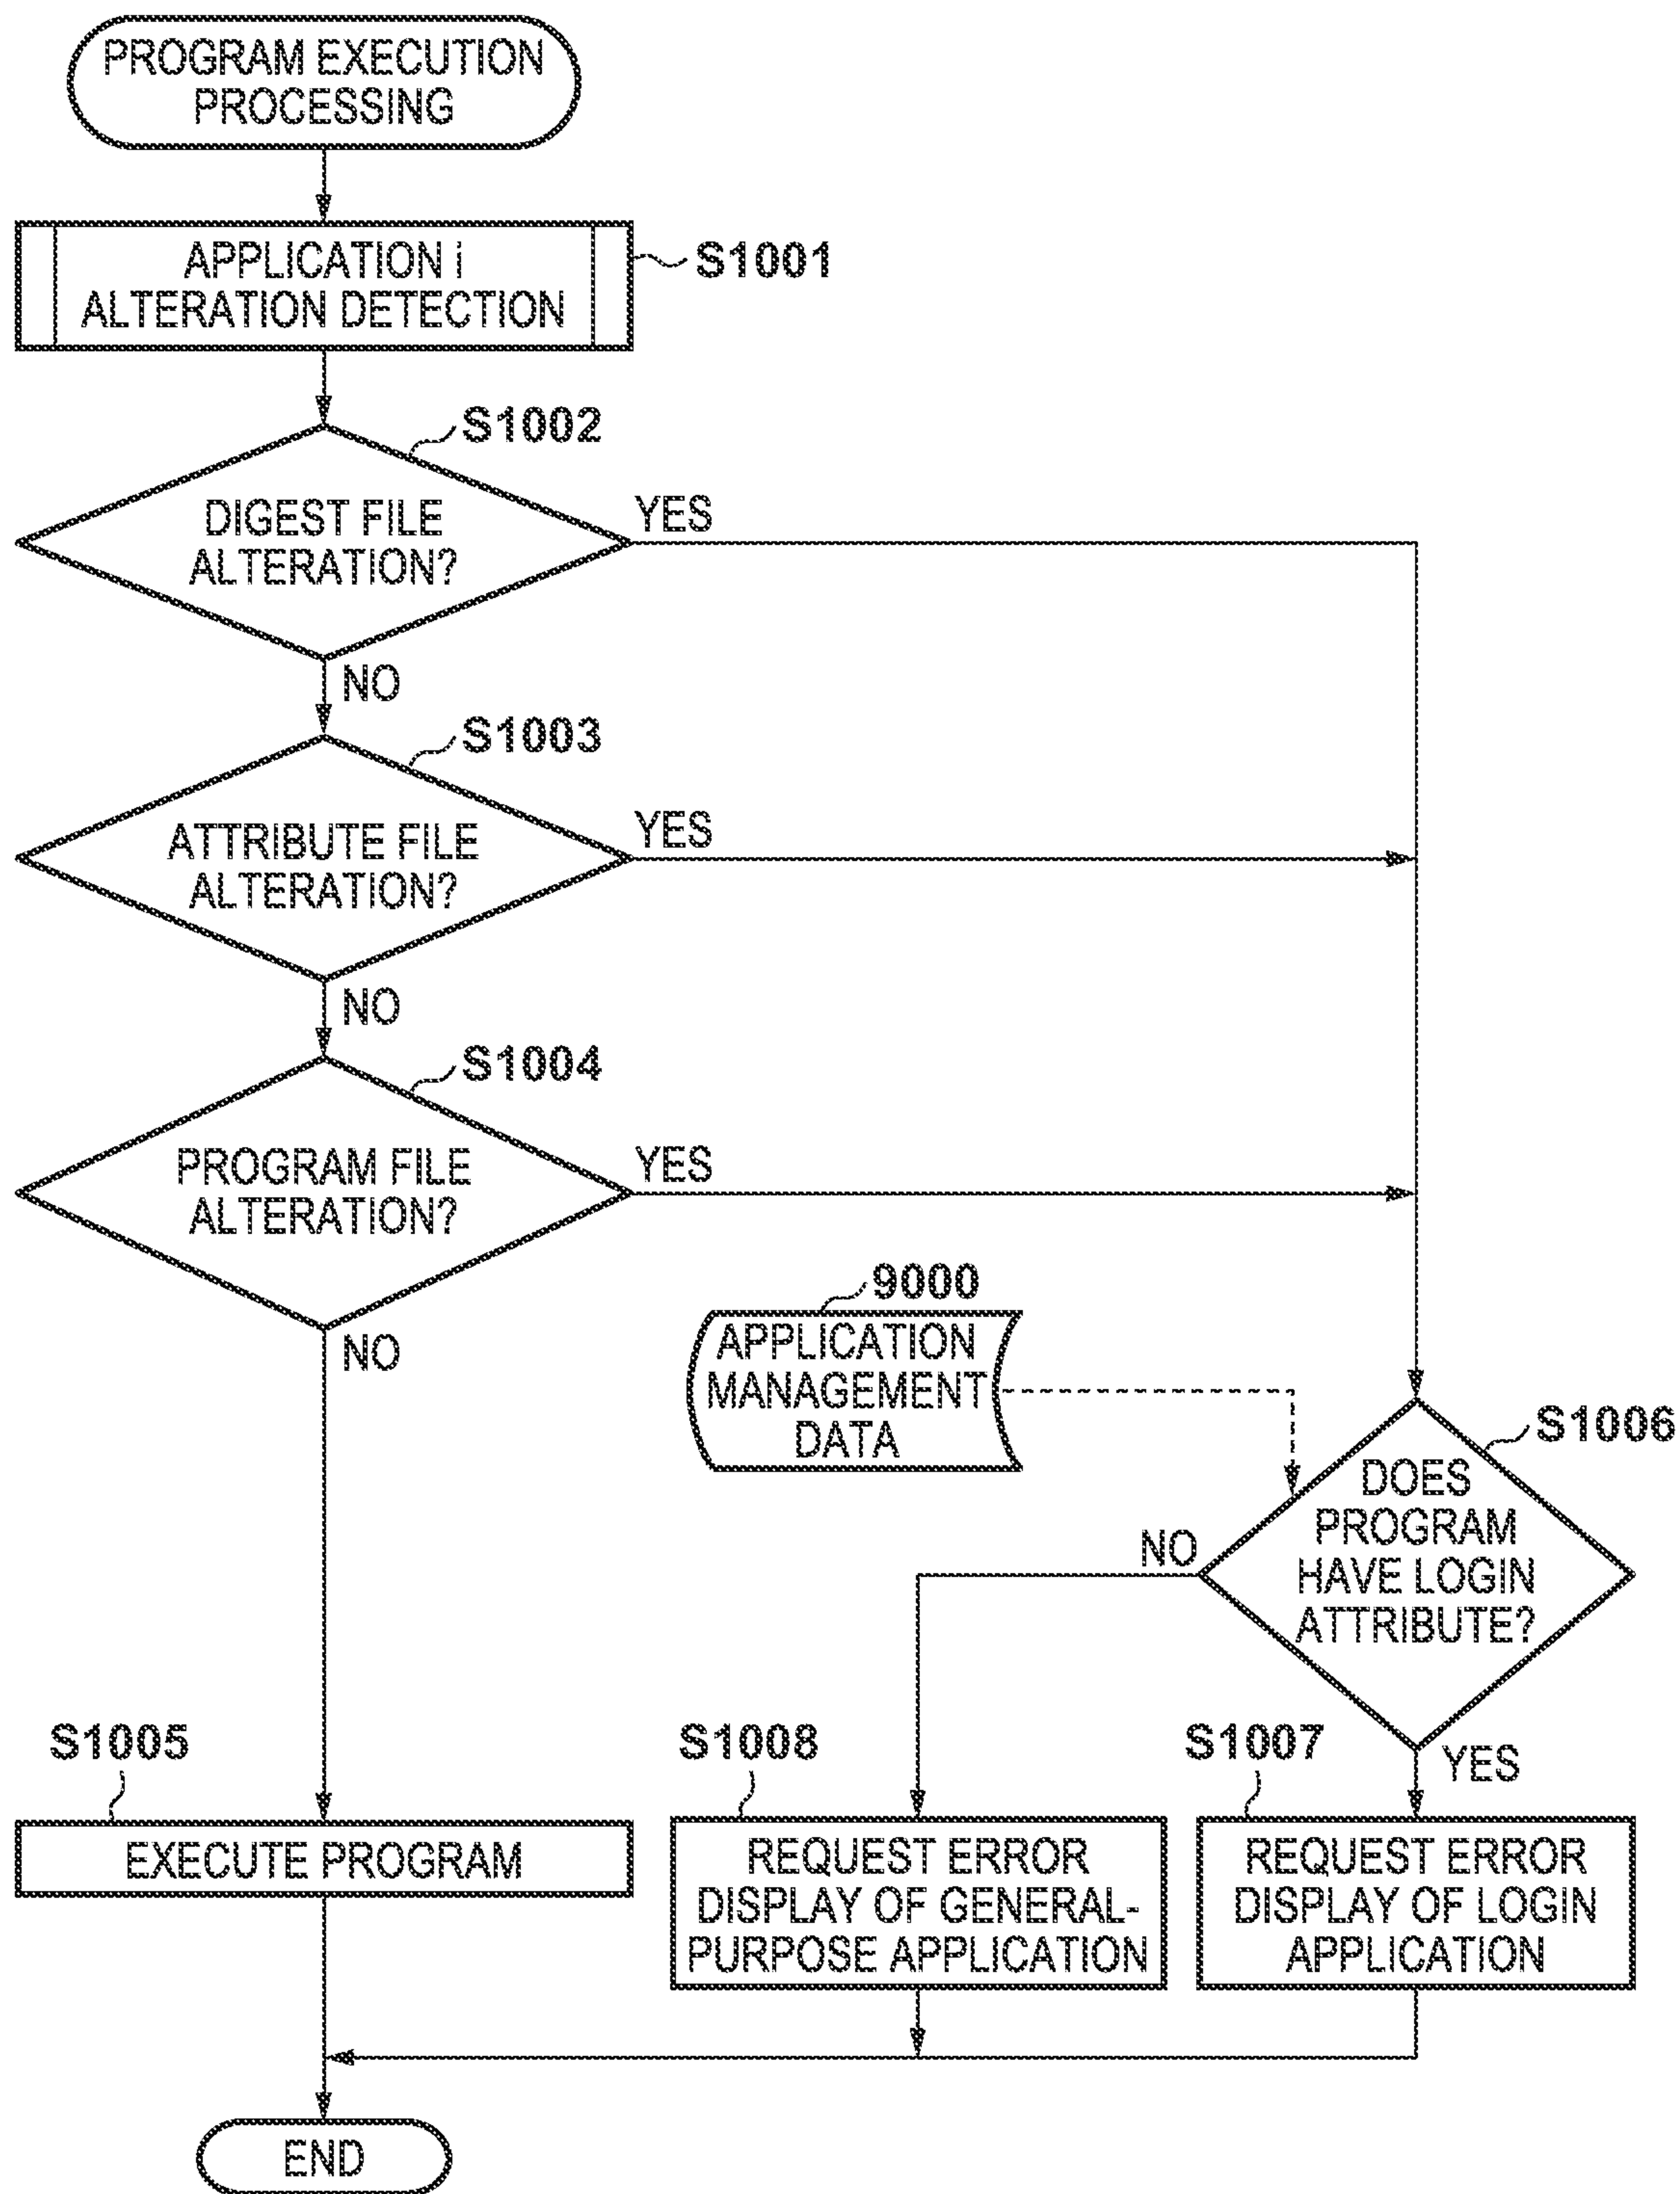 PROGRAM EXECUTION
PROCESSING
APPLICATION i
ALTERATION DETECTION
S1001
S1002
DIGEST FILE
ALTERATION?
YES
NO
S1003
ATTRIBUTE FILE
ALTERATION?
YES
NO
S1004
PROGRAM FILE
ALTERATION?
YES
NO
9000
APPLICATION
MANAGEMENT
DATA
S1006
DOES
PROGRAM
HAVE LOGIN
ATTRIBUTE?
NO
YES
S1005
EXECUTE PROGRAM
S1008
REQUEST ERROR
DISPLAY OF GENERAL-
PURPOSE APPLICATION
S1007
REQUEST ERROR
DISPLAY OF LOGIN
APPLICATION
END